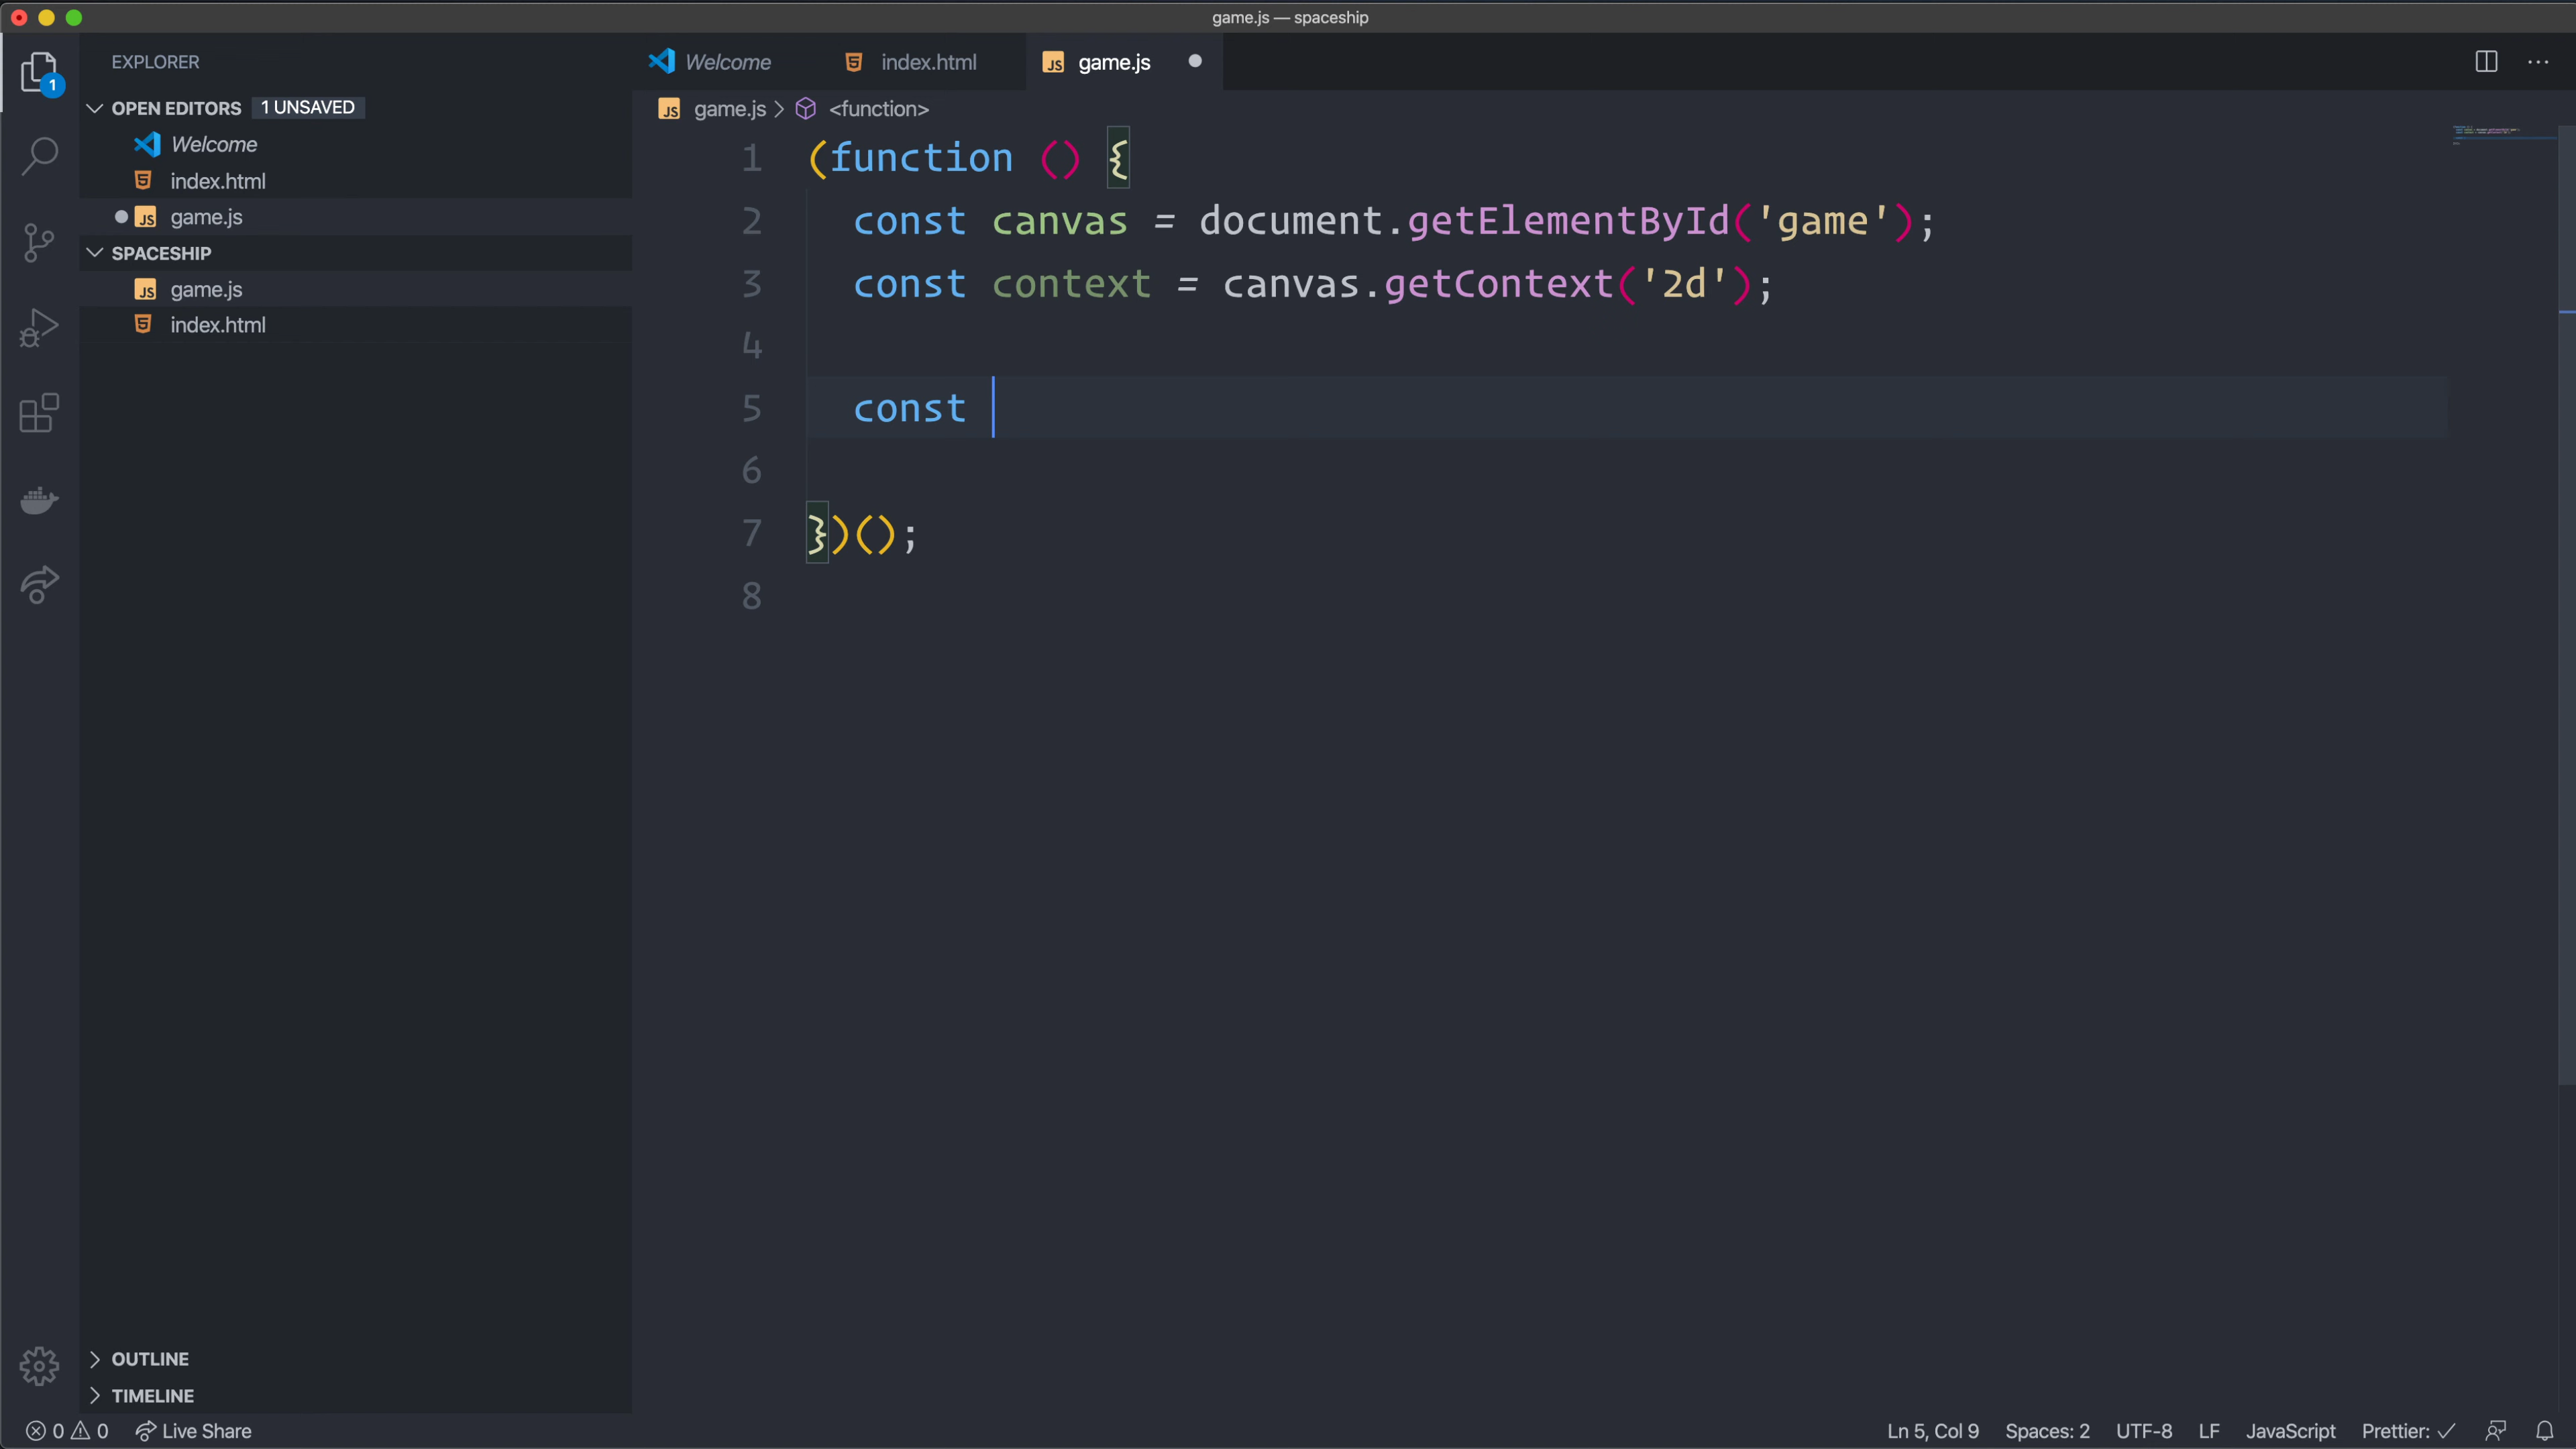 game.js — spaceship
EXPLORER
OPEN EDITORS 1 UNSAVED
Welcome
index.html
game.js
SPACESHIP
game.js
index.html
OUTLINE
TIMELINE
1
Welcome
index.html
JS game.js
JS game.js > <function>
1 (function () {
2 const canvas = document.getElementById('game');
3 const context = canvas.getContext('2d');
4
5 const
6
7 })();
8
0 0 Live Share
Ln 5, Col 9 Spaces: 2 UTF-8 LF JavaScript Prettier: ✓